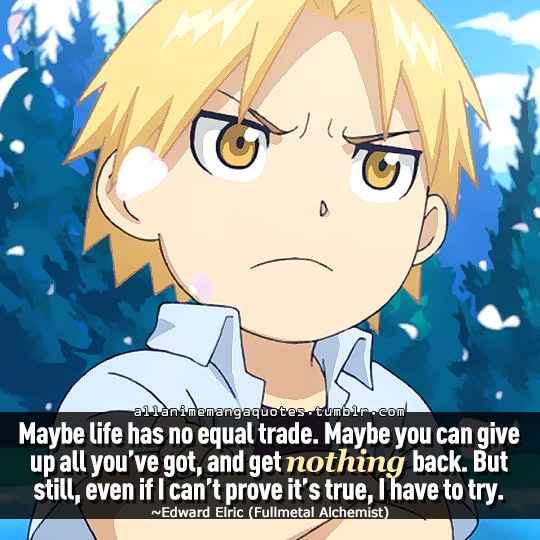 allanimemangaquotes.tumblr.com
Maybe life has no equal trade. Maybe you can give
up all you've got, and get nothing back. But
still, even if I can't prove it's true, I have to try.
~Edward Elric (Fullmetal Alchemist)